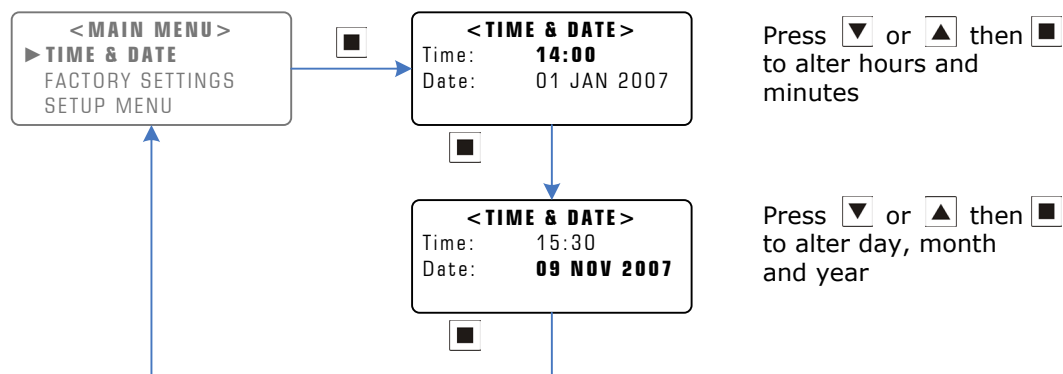 <MAIN MENU>
►TIME & DATE
FACTORY SETTINGS
SETUP MENU
■
<TIME & DATE>
Time: 14:00
Date: 01 JAN 2007
Press ▼ or ▲ then ■
to alter hours and
minutes
■
<TIME & DATE>
Time: 15:30
Date: 09 NOV 2007
Press ▼ or ▲ then ■
to alter day, month
and year
■